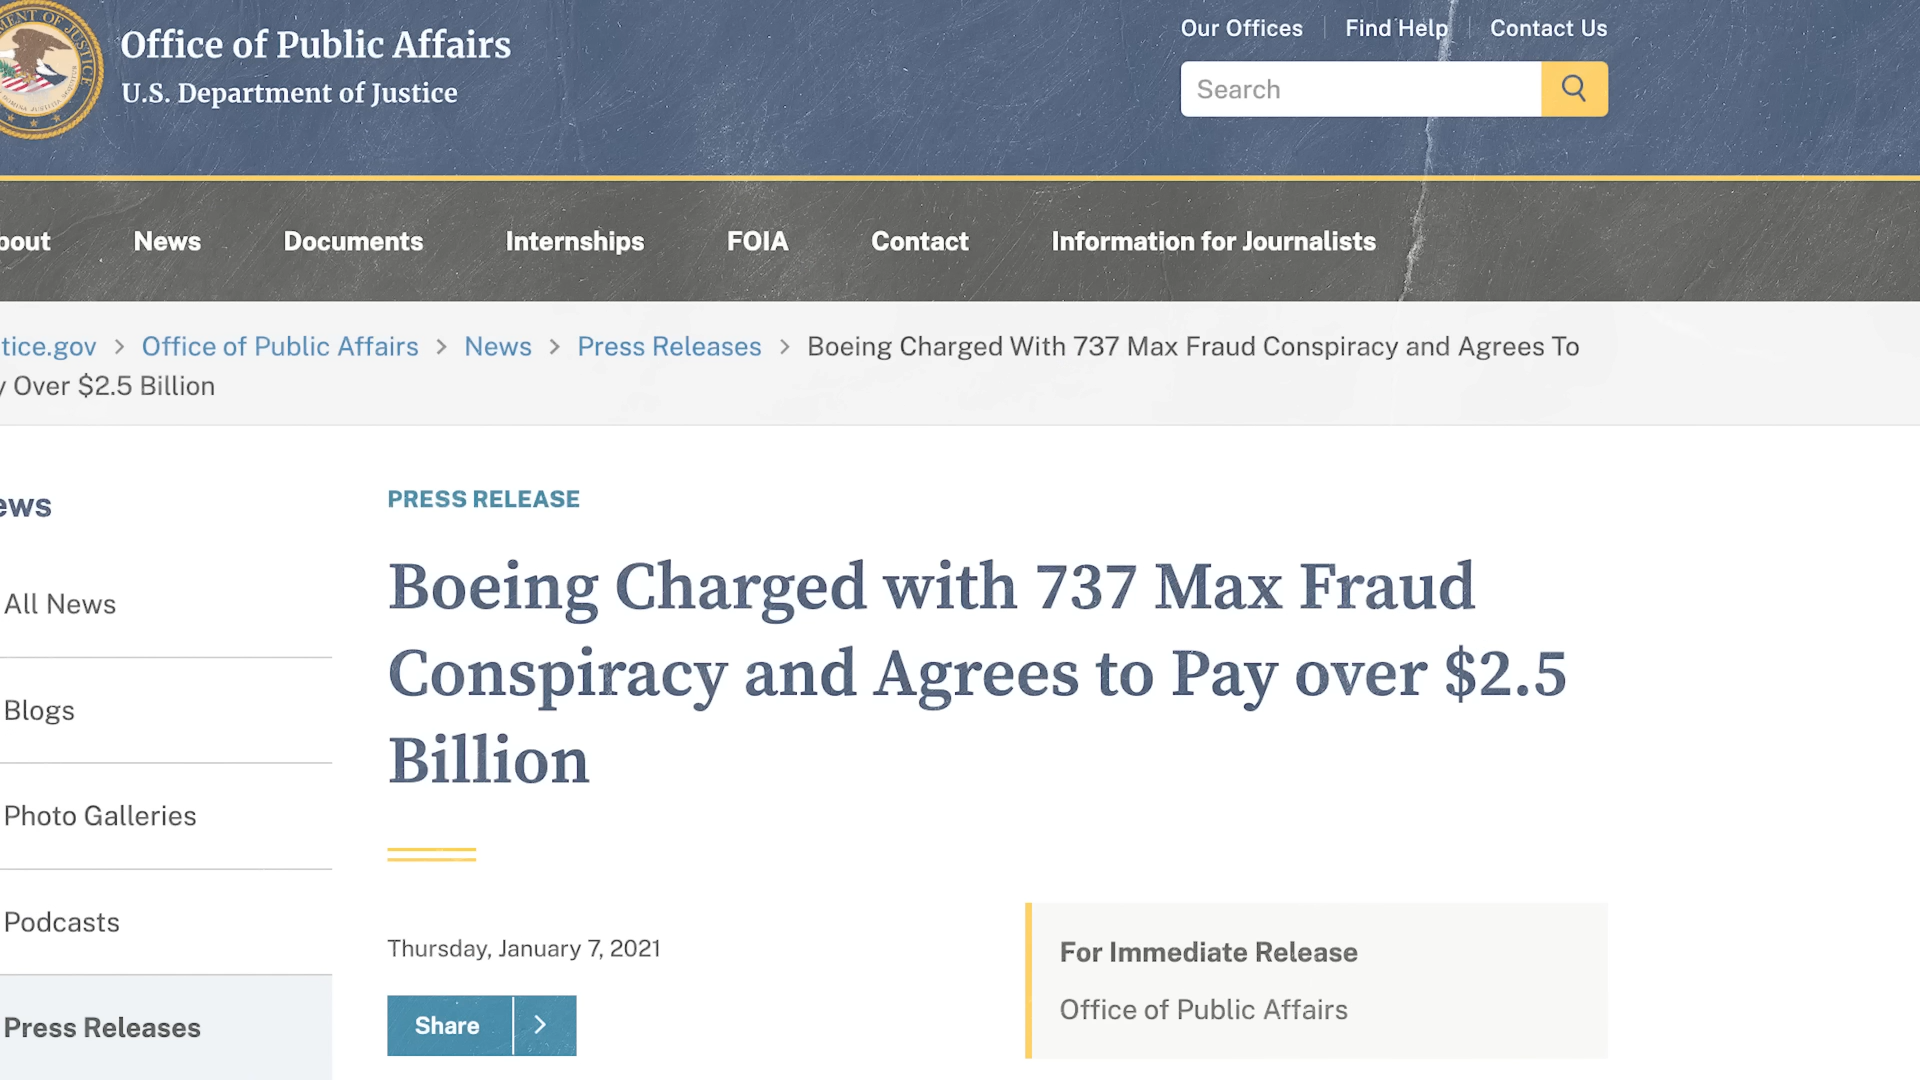 Office of Public Affairs
U.S. Department of Justice
Our Offices
Find Help
Contact Us
Search
bout
News
Documents
Internships
FOIA
Contact
Information for Journalists
tice.gov > Office of Public Affairs > News > Press Releases > Boeing Charged With 737 Max Fraud Conspiracy and Agrees To
y Over $2.5 Billion
ews
All News
Blogs
Photo Galleries
Podcasts
Press Releases
PRESS RELEASE
Boeing Charged with 737 Max Fraud
Conspiracy and Agrees to Pay over $2.5
Billion
Thursday, January 7, 2021
Share
For Immediate Release
Office of Public Affairs